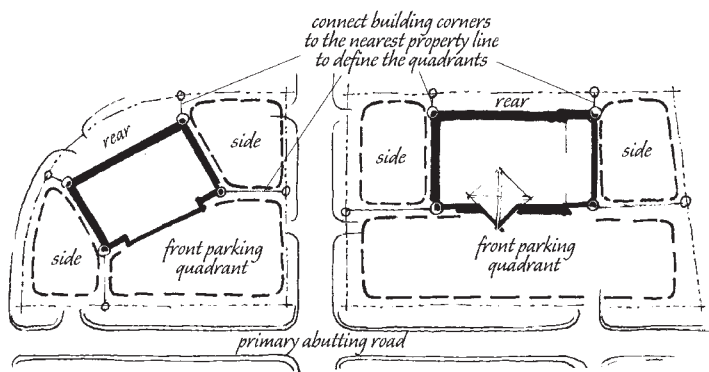 connect building corners
to the nearest property line
to define the quadrants
rear
side
side
front parking
quadrant
rear
side
side
front parking
quadrant
primary abutting road